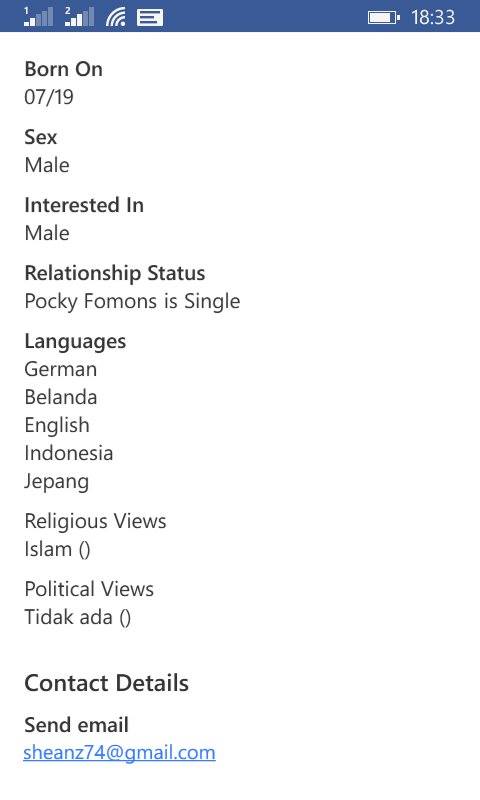 1 2 18:33
Born On
07/19
Sex
Male
Interested In
Male
Relationship Status
Pocky Fomons is Single
Languages
German
Belanda
English
Indonesia
Jepang
Religious Views
Islam ()
Political Views
Tidak ada ()
Contact Details
Send email
sheanz74@gmail.com